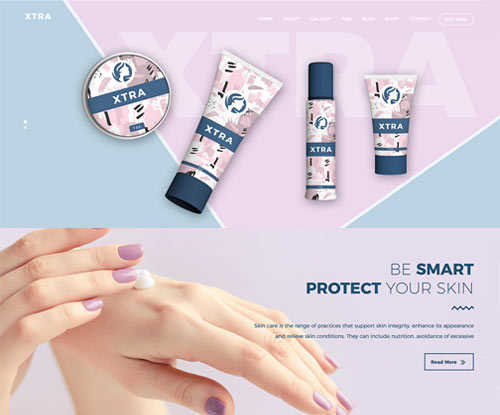 XTRA
HOME ABOUT GALLERY FAQ BLOG SHOP CONTACT BUY NOW
XTRA
XTRA
XTRA
XTRA
XTRA
BE SMART
PROTECT YOUR SKIN
Skin care is the range of practices that support skin integrity, enhance its appearance
and relieve skin conditions. They can include nutrition, avoidance of excessive
Read More